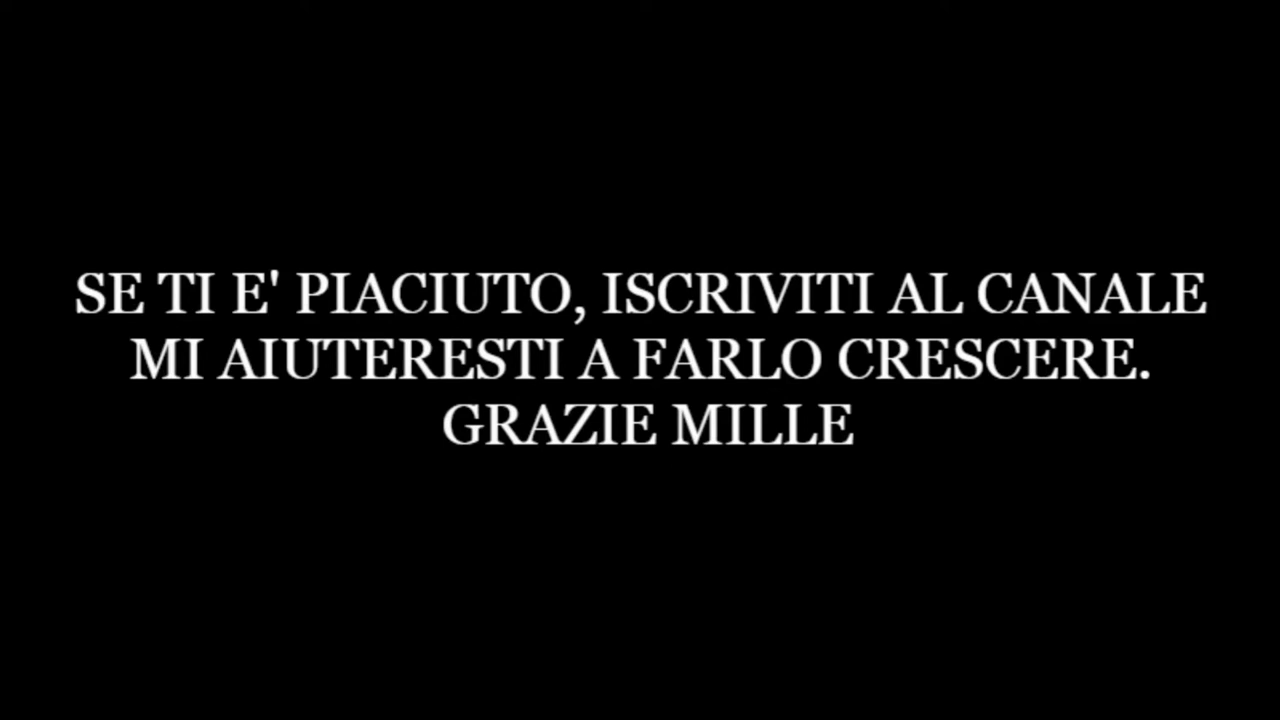 SE TI E' PIACIUTO, ISCRIVITI AL CANALE
MI AIUTERESTI A FARLO CRESCERE.
GRAZIE MILLE